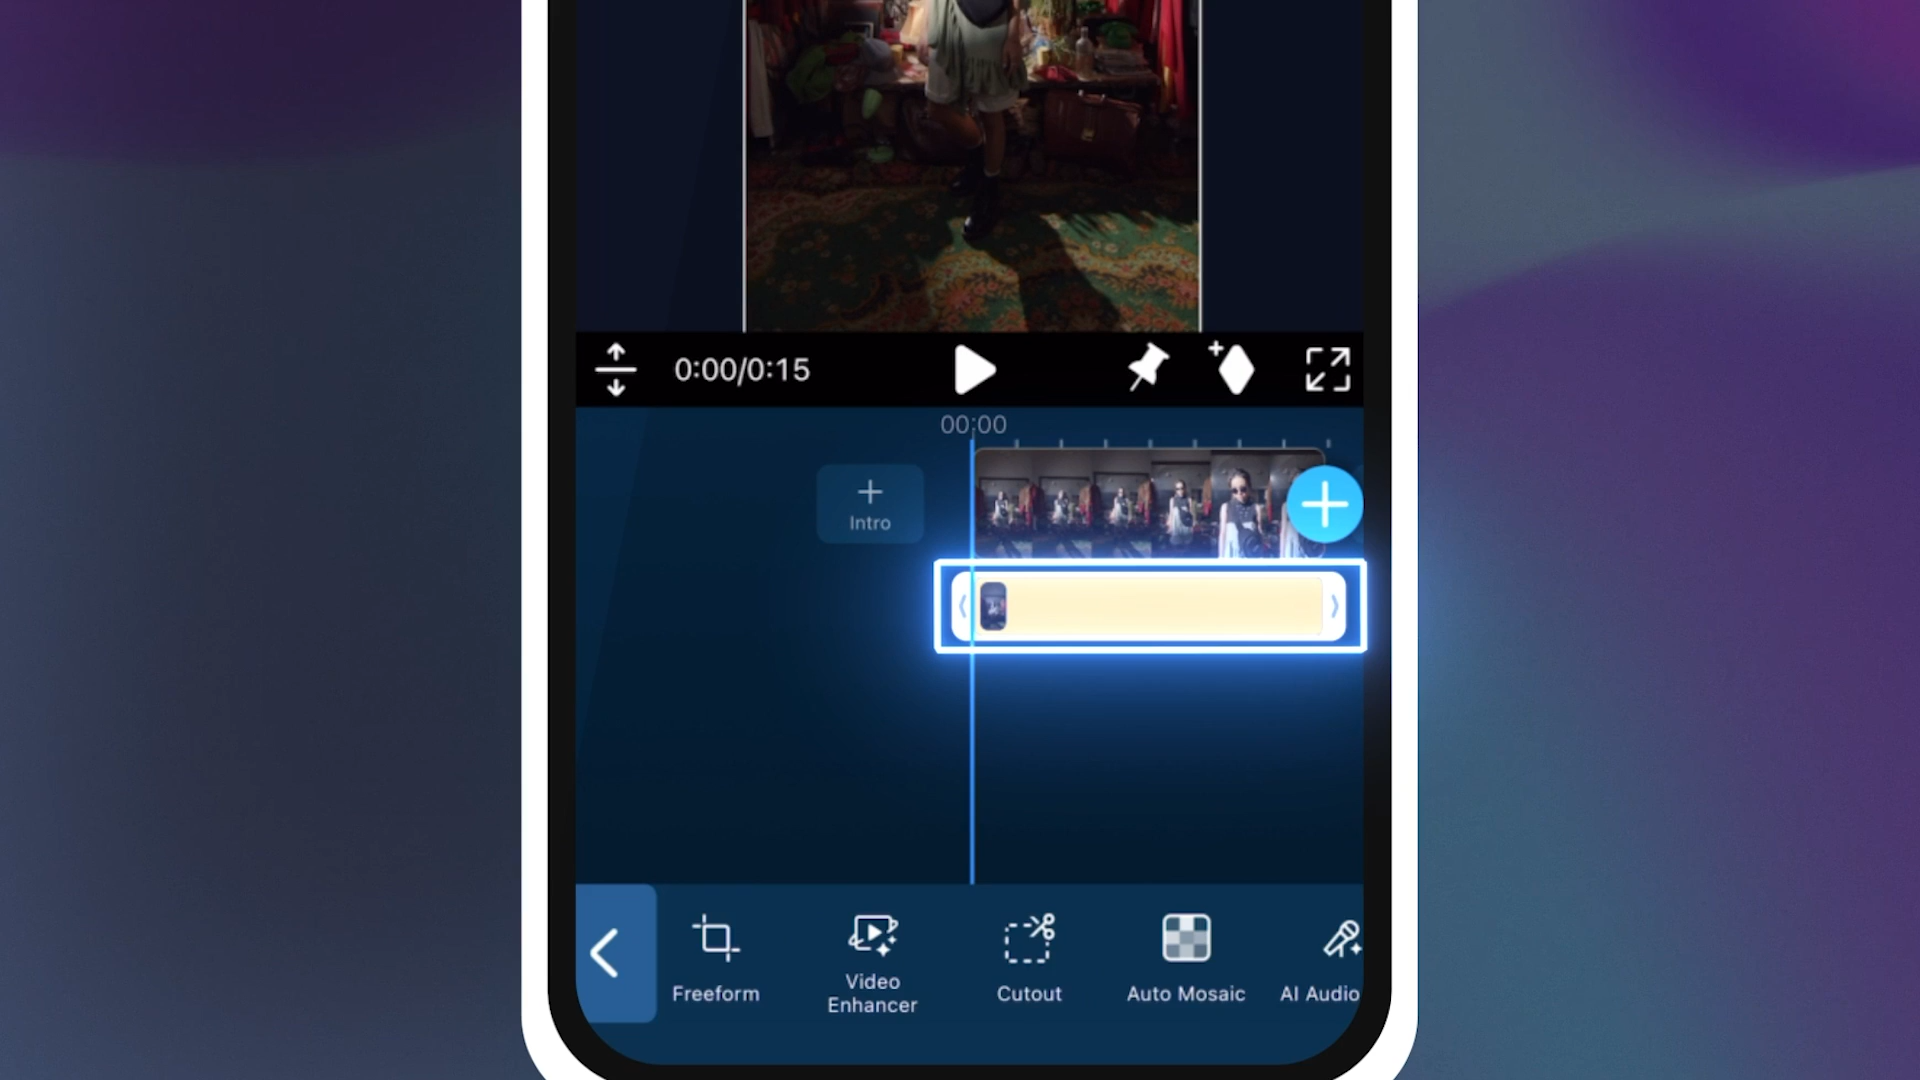 0:00/0:15
00:00
Intro
Freeform
Video
Enhancer
Cutout
Auto Mosaic
AI Audio